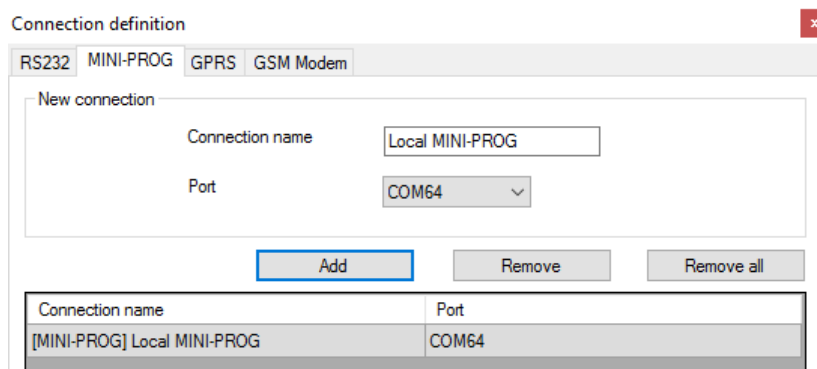 Connection definition
RS232 MINI-PROG GPRS GSM Modem
New connection
Connection name Local MINI-PROG
Port COM64
Add Remove Remove all
Connection name Port
[MINI-PROG] Local MINI-PROG COM64